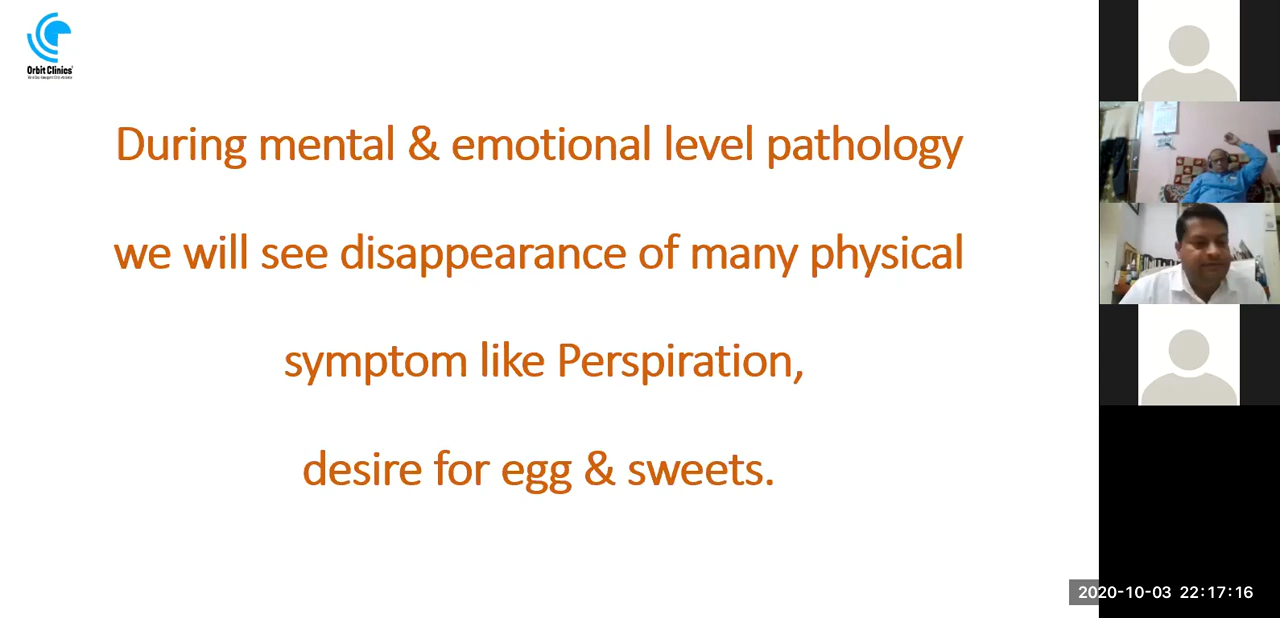 Orbit Clinics
During mental & emotional level pathology
we will see disappearance of many physical
symptom like Perspiration,
desire for egg & sweets.
2020-10-03 22:17:16